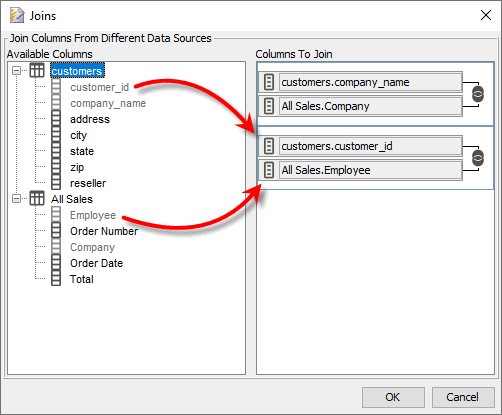 Joins
Join Columns From Different Data Sources
Available Columns
customers
customer_id
company_name
address
city
state
zip
reseller
All Sales
Employee
Order Number
Company
Order Date
Total
Columns To Join
customers.company_name
All Sales.Company
customers.customer_id
All Sales.Employee
OK
Cancel